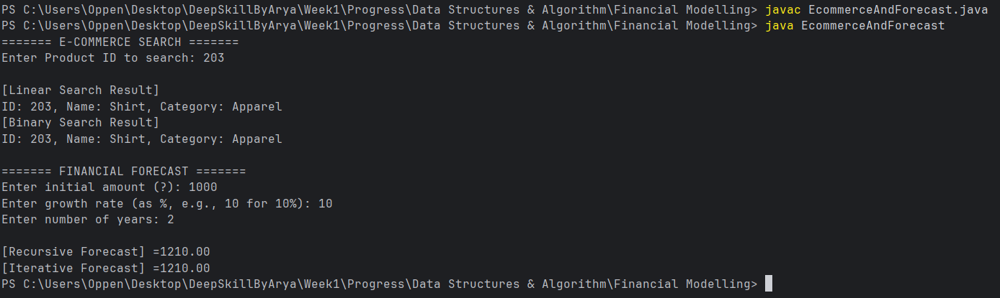 PS C:\Users\Oppen\Desktop\DeepSkillByArya\Week1\Progress\Data Structures & Algorithm\Financial Modelling> javac EcommerceAndForecast.java
PS C:\Users\Oppen\Desktop\DeepSkillByArya\Week1\Progress\Data Structures & Algorithm\Financial Modelling> java EcommerceAndForecast
======= E-COMMERCE SEARCH =======
Enter Product ID to search: 203
[Linear Search Result]
ID: 203, Name: Shirt, Category: Apparel
[Binary Search Result]
ID: 203, Name: Shirt, Category: Apparel
======= FINANCIAL FORECAST =======
Enter initial amount (?): 1000
Enter growth rate (as %, e.g., 10 for 10%): 10
Enter number of years: 2
[Recursive Forecast] =1210.00
[Iterative Forecast] =1210.00
PS C:\Users\Oppen\Desktop\DeepSkillByArya\Week1\Progress\Data Structures & Algorithm\Financial Modelling>